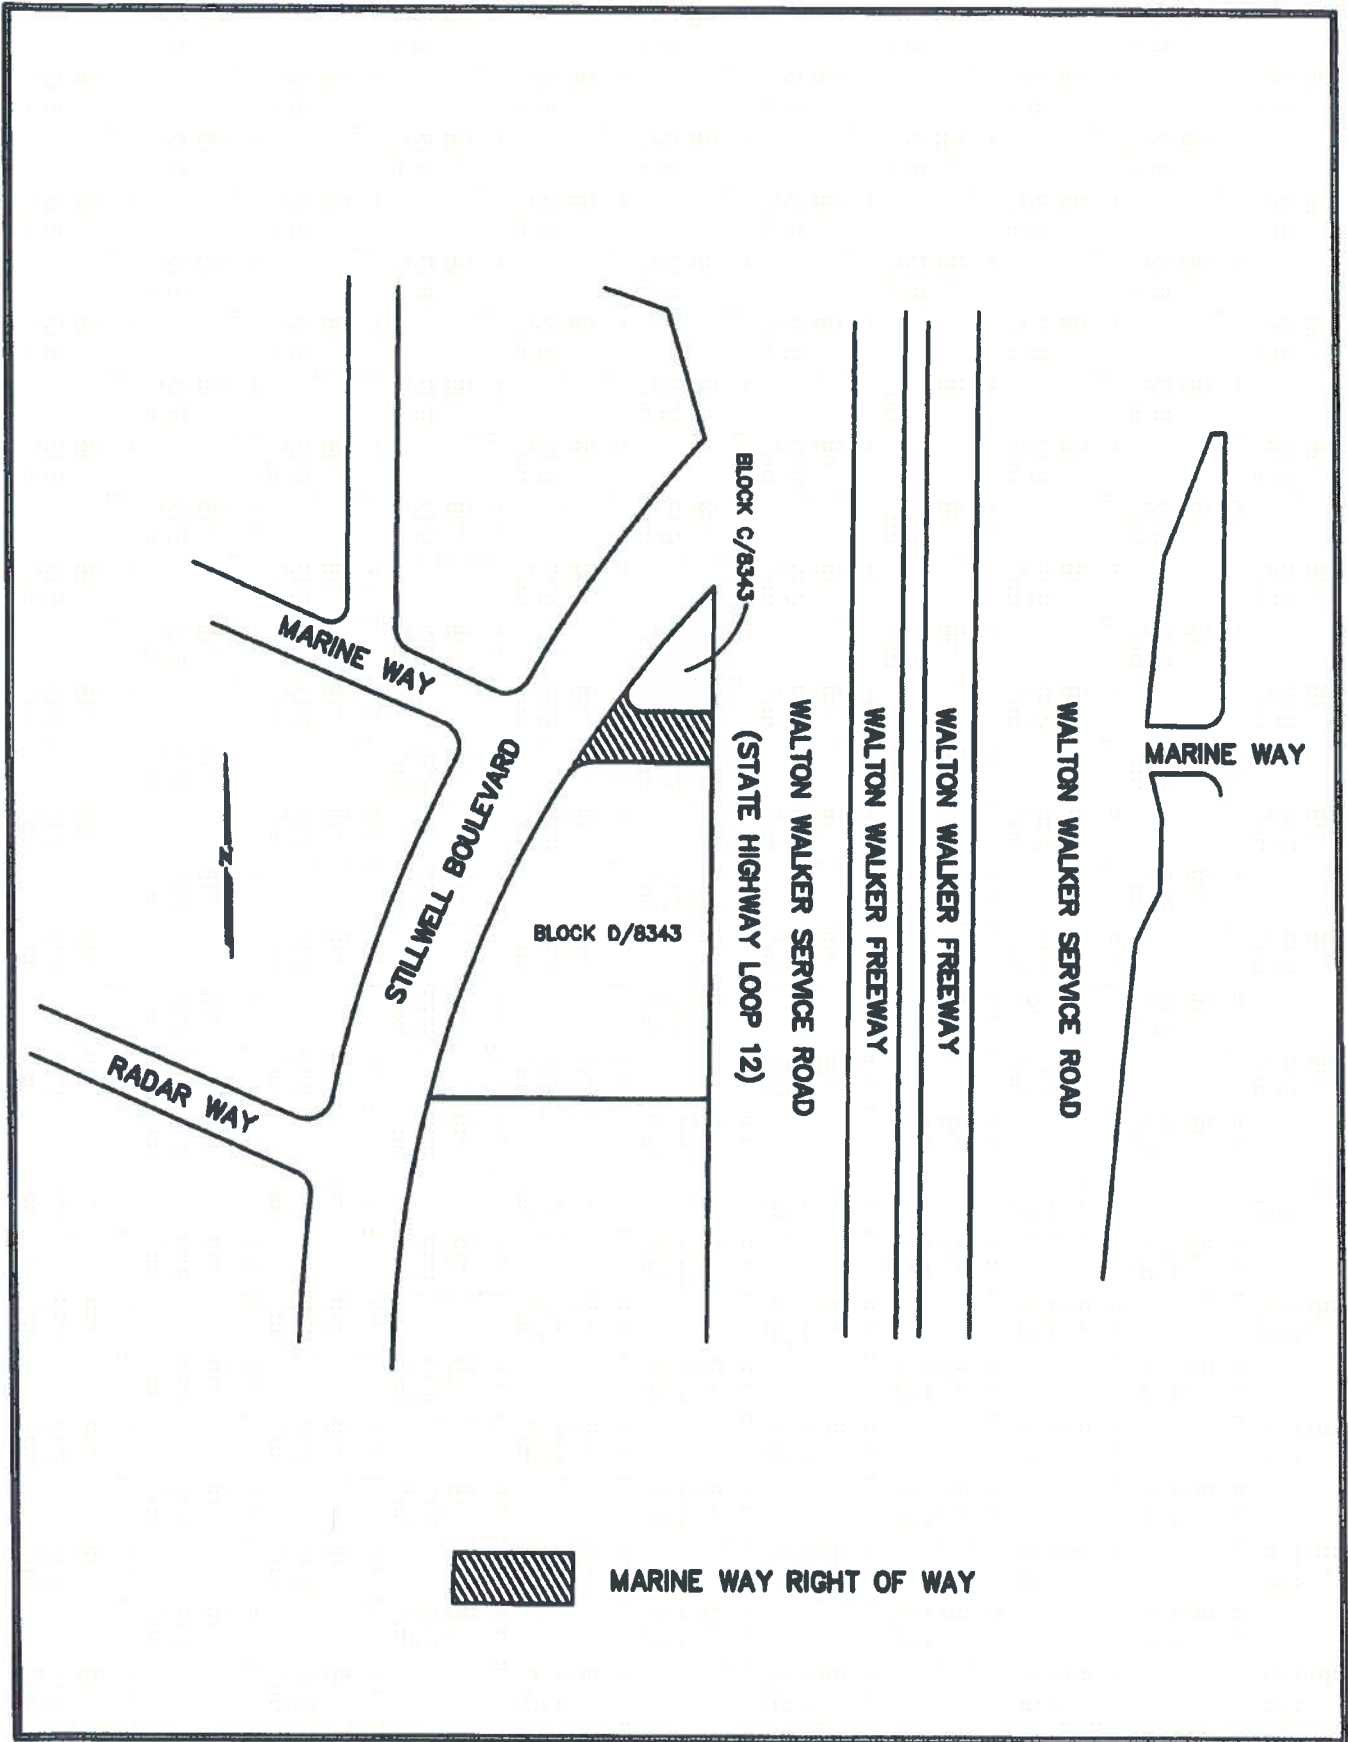 BLOCK C/8343
MARINE WAY
STILLWELL BOULEVARD
N
BLOCK D/8343
(STATE HIGHWAY LOOP 12)
WALTON WALKER SERVICE ROAD
WALTON WALKER FREEWAY
WALTON WALKER FREEWAY
WALTON WALKER SERVICE ROAD
MARINE WAY
RADAR WAY
MARINE WAY RIGHT OF WAY